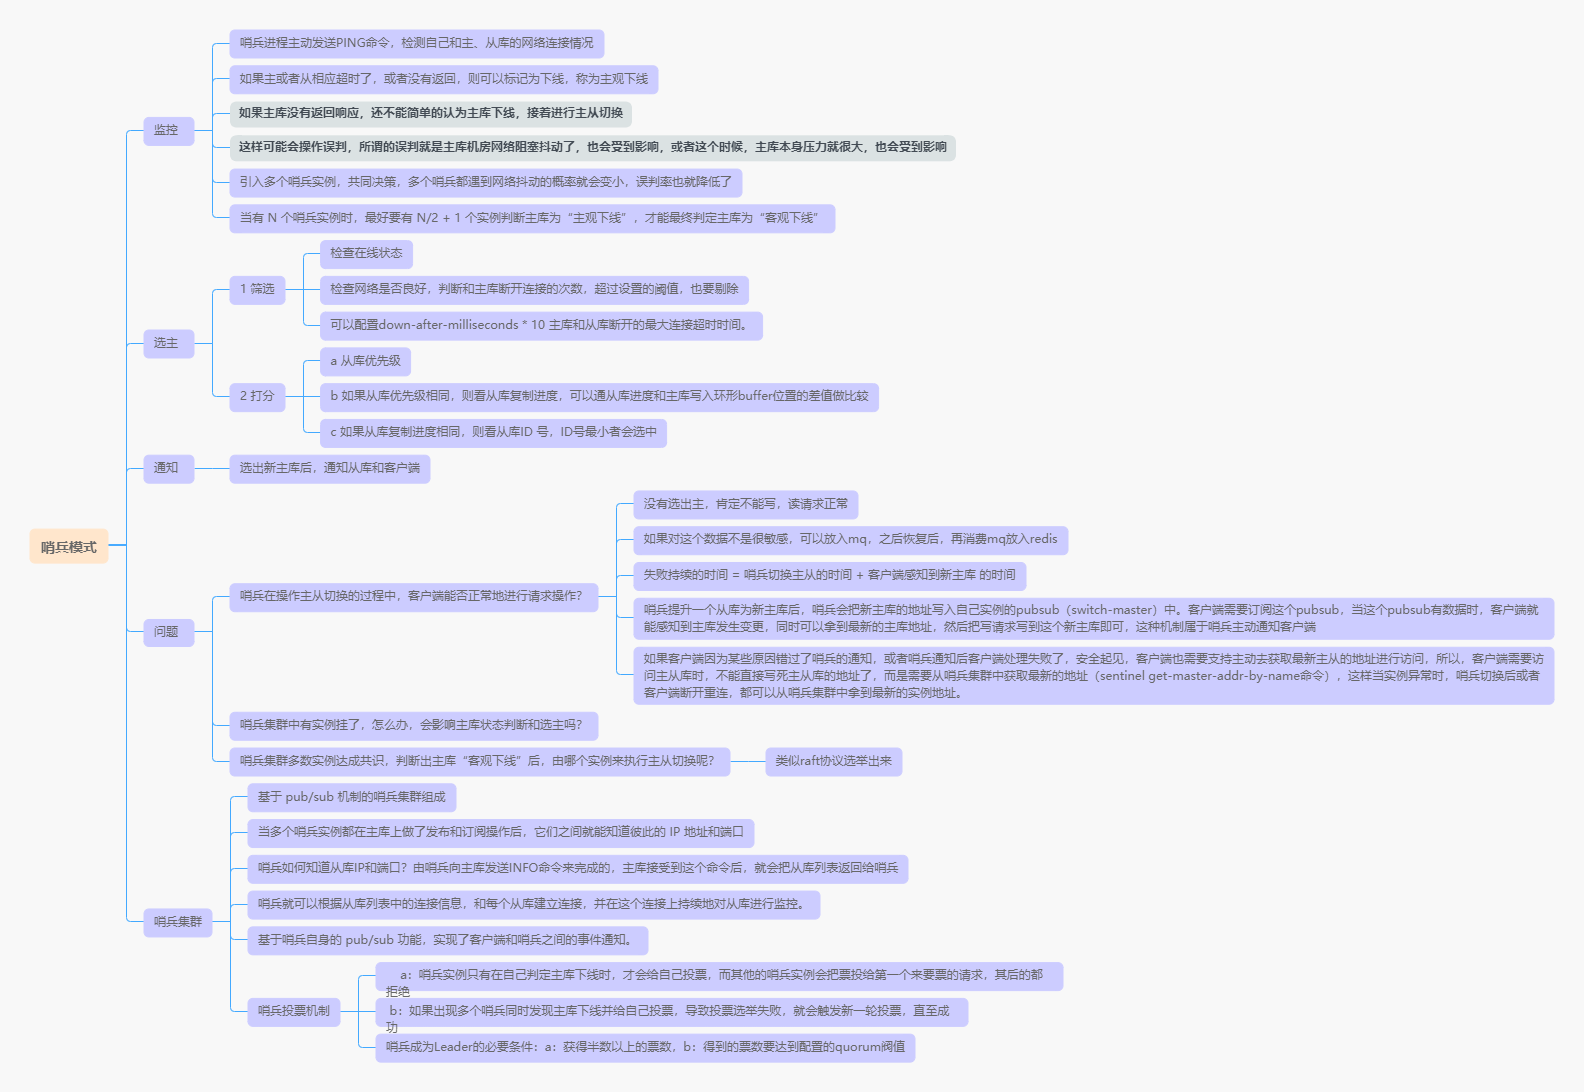 哨兵模式
监控
哨兵进程主动发送PING命令，检测自己和主、从库的网络连接情况
如果主或者从相应超时了，或者没有返回，则可以标记为下线，称为主观下线
如果主库没有返回响应，还不能简单的认为主库下线，接着进行主从切换
这样可能会操作误判，所谓的误判就是主库机房网络阻塞抖动了，也会受到影响，或者这个时候，主库本身压力就很大，也会受到影响
引入多个哨兵实例，共同决策，多个哨兵都遇到网络抖动的概率就会变小，误判率也就降低了
当有 N 个哨兵实例时，最好要有 N/2 + 1 个实例判断主库为“主观下线”，才能最终判定主库为“客观下线”
选主
1 筛选
检查在线状态
检查网络是否良好，判断和主库断开连接的次数，超过设置的阈值，也要剔除
可以配置down-after-milliseconds * 10 主库和从库断开的最大连接超时时间。
2 打分
a 从库优先级
b 如果从库优先级相同，则看从库复制进度，可以通从库进度和主库写入环形buffer位置的差值做比较
c 如果从库复制进度相同，则看从库ID 号，ID号最小者会选中
通知
选出新主库后，通知从库和客户端
问题
哨兵在操作主从切换的过程中，客户端能否正常地进行请求操作？
没有选出主，肯定不能写，读请求正常
如果对这个数据不是很敏感，可以放入mq，之后恢复后，再消费mq放入redis
失败持续的时间 = 哨兵切换主从的时间 + 客户端感知到新主库 的时间
哨兵提升一个从库为新主库后，哨兵会把新主库的地址写入自己实例的pubsub（switch-master）中。客户端需要订阅这个pubsub，当这个pubsub有数据时，客户端就
能感知到主库发生变更，同时可以拿到最新的主库地址，然后把写请求写到这个新主库即可，这种机制属于哨兵主动通知客户端
如果客户端因为某些原因错过了哨兵的通知，或者哨兵通知后客户端处理失败了，安全起见，客户端也需要支持主动去获取最新主从的地址进行访问，所以，客户端需要访
问主从库时，不能直接写死主从库的地址了，而是需要从哨兵集群中获取最新的地址（sentinel get-master-addr-by-name命令），这样当实例异常时，哨兵切换后或者
客户端断开重连，都可以从哨兵集群中拿到最新的实例地址。
哨兵集群中有实例挂了，怎么办，会影响主库状态判断和选主吗？
哨兵集群多数实例达成共识，判断出主库“客观下线”后，由哪个实例来执行主从切换呢？
类似raft协议选举出来
哨兵集群
基于 pub/sub 机制的哨兵集群组成
当多个哨兵实例都在主库上做了发布和订阅操作后，它们之间就能知道彼此的 IP 地址和端口
哨兵如何知道从库IP和端口？由哨兵向主库发送INFO命令来完成的，主库接受到这个命令后，就会把从库列表返回给哨兵
哨兵就可以根据从库列表中的连接信息，和每个从库建立连接，并在这个连接上持续地对从库进行监控。
基于哨兵自身的 pub/sub 功能，实现了客户端和哨兵之间的事件通知。
哨兵投票机制
a：哨兵实例只有在自己判定主库下线时，才会给自己投票，而其他的哨兵实例会把票投给第一个来要票的请求，其后的都
拒绝
b：如果出现多个哨兵同时发现主库下线并给自己投票，导致投票选举失败，就会触发新一轮投票，直至成
功
哨兵成为Leader的必要条件：a：获得半数以上的票数，b：得到的票数要达到配置的quorum阀值